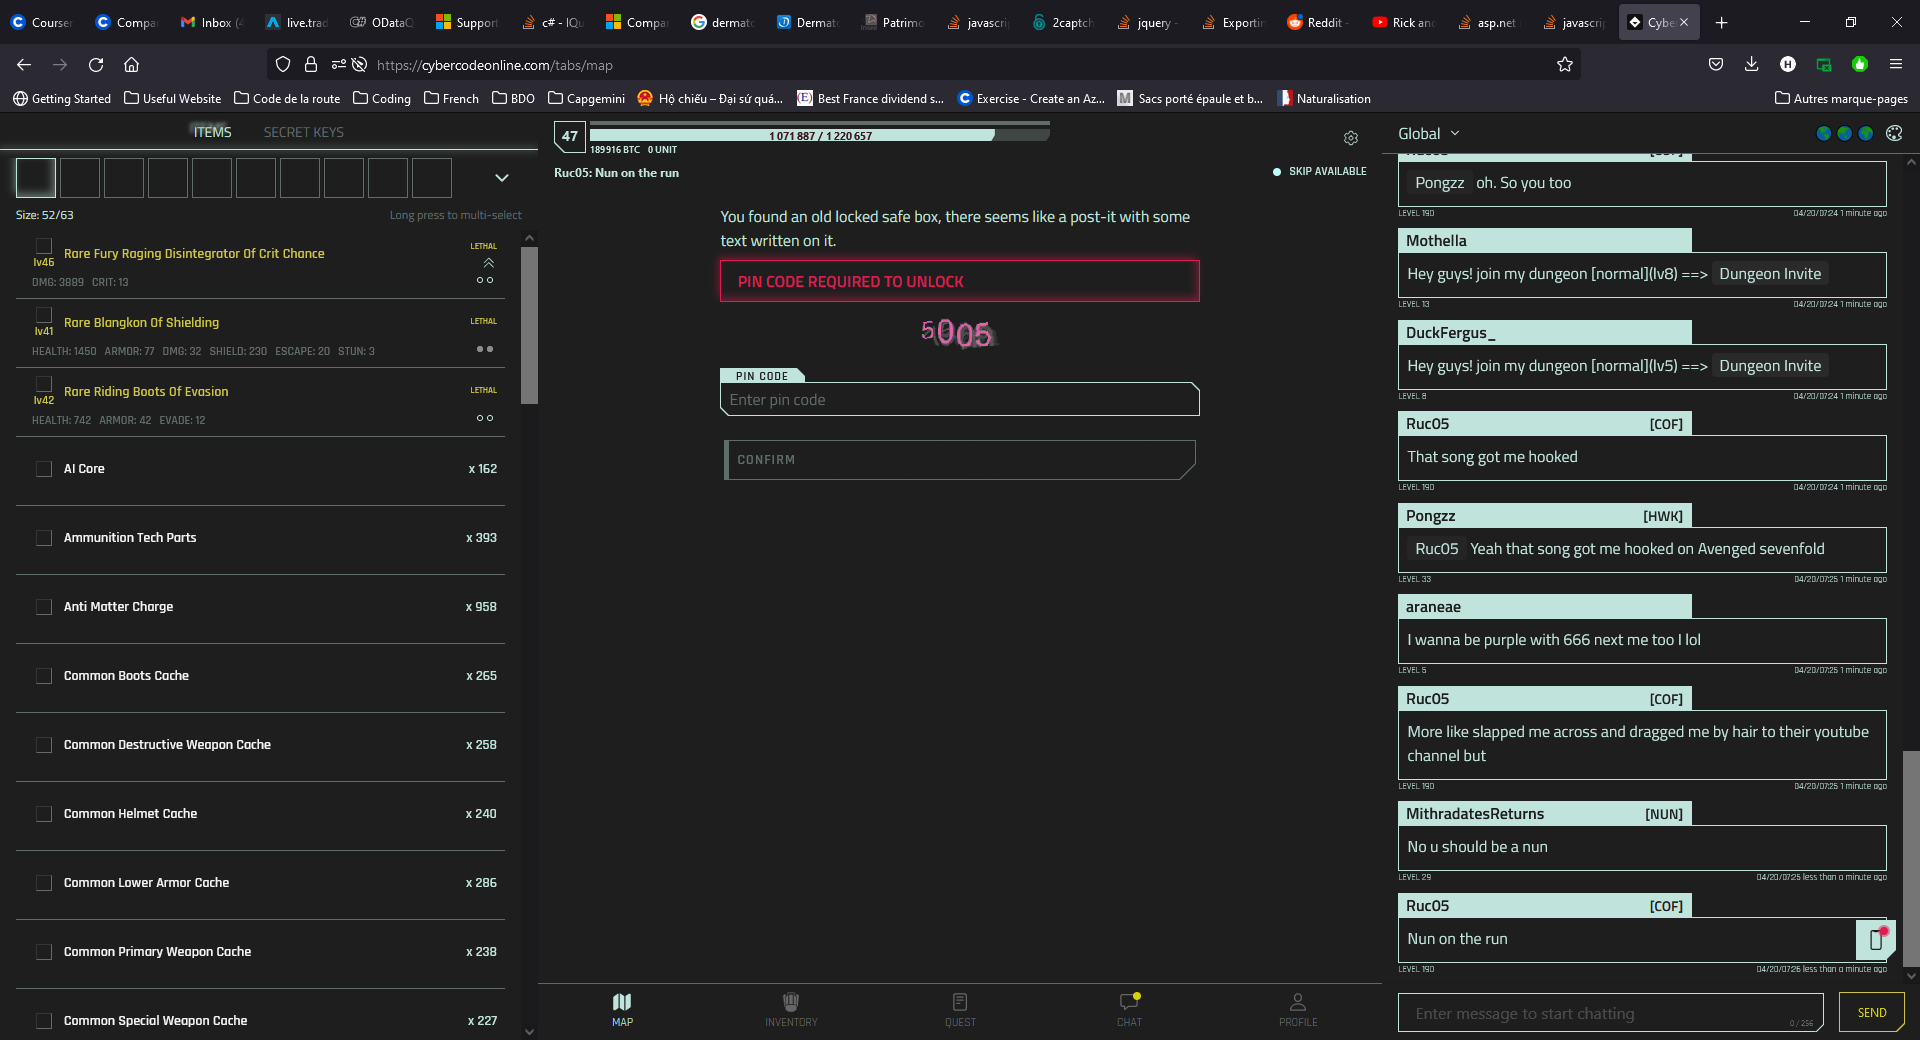 Courser
Compar
Inbox (4
live.trad
ODataQ
Support
c# - IQu
Compar
dermato
Dermato
Patrimo
javascrip
2captch
jquery -
Exportin
Reddit -
Rick and
asp.net
javascrip
Cybe
https://cybercodeonline.com/tabs/map
Getting Started
Useful Website
Code de la route
Coding
French
BDO
Capgemini
Hộ chiếu – Đại sứ quá...
Best France dividend s...
Exercise - Create an Az...
Sacs porté épaule et b...
Naturalisation
Autres marque-pages
ITEMS
SECRET KEYS
Size: 52/63
Long press to multi-select
lv46
Rare Fury Raging Disintegrator Of Crit Chance
LETHAL
DMG: 3889 CRIT: 13
lv41
Rare Blangkon Of Shielding
LETHAL
HEALTH: 1450 ARMOR: 77 DMG: 32 SHIELD: 230 ESCAPE: 20 STUN: 3
lv42
Rare Riding Boots Of Evasion
LETHAL
HEALTH: 742 ARMOR: 42 EVADE: 12
AI Core x 162
Ammunition Tech Parts x 393
Anti Matter Charge x 958
Common Boots Cache x 265
Common Destructive Weapon Cache x 258
Common Helmet Cache x 240
Common Lower Armor Cache x 286
Common Primary Weapon Cache x 238
Common Special Weapon Cache x 227
47
1 071 887 / 1 220 657
189916 BTC 0 UNIT
Ruc05: Nun on the run
SKIP AVAILABLE
You found an old locked safe box, there seems like a post-it with some
text written on it.
PIN CODE REQUIRED TO UNLOCK
5005
PIN CODE
Enter pin code
CONFIRM
MAP
INVENTORY
QUEST
CHAT
PROFILE
Global
Pongzz oh. So you too
LEVEL 190 04/20/07:24 1 minute ago
Mothella
Hey guys! join my dungeon [normal](lv8) ==> Dungeon Invite
LEVEL 13 04/20/07:24 1 minute ago
DuckFergus_
Hey guys! join my dungeon [normal](lv5) ==> Dungeon Invite
LEVEL 8 04/20/07:24 1 minute ago
Ruc05 [COF]
That song got me hooked
LEVEL 190 04/20/07:24 1 minute ago
Pongzz [HWK]
Ruc05 Yeah that song got me hooked on Avenged sevenfold
LEVEL 33 04/20/07:25 1 minute ago
araneae
I wanna be purple with 666 next me too I lol
LEVEL 5 04/20/07:25 1 minute ago
Ruc05 [COF]
More like slapped me across and dragged me by hair to their youtube
channel but
LEVEL 190 04/20/07:25 1 minute ago
MithradatesReturns [NUN]
No u should be a nun
LEVEL 29 04/20/07:25 less than a minute ago
Ruc05 [COF]
Nun on the run
LEVEL 190 04/20/07:26 less than a minute ago
Enter message to start chatting
0 / 256
SEND